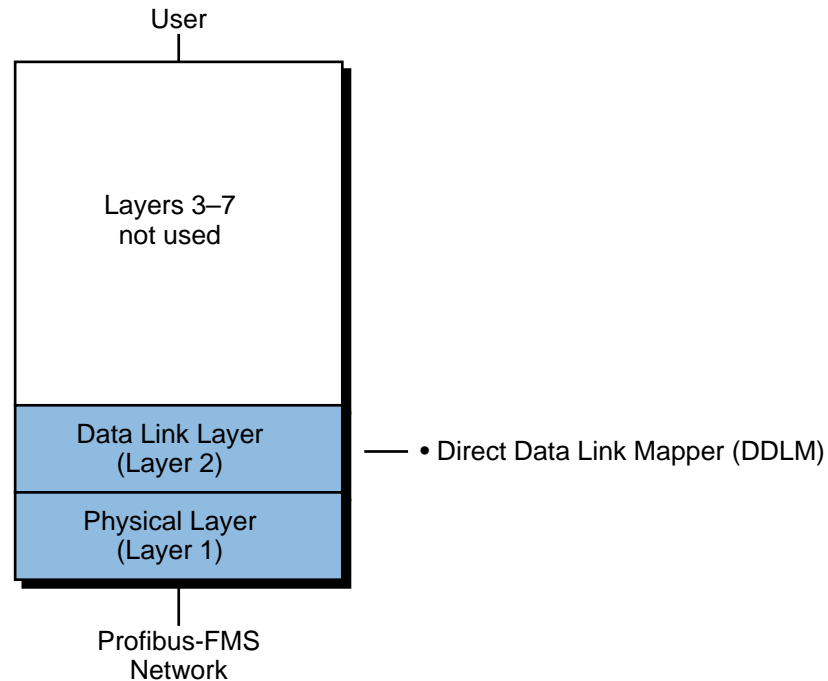 User
Layers 3–7
not used
Data Link Layer
(Layer 2)
• Direct Data Link Mapper (DDLM)
Physical Layer
(Layer 1)
Profibus-FMS
Network